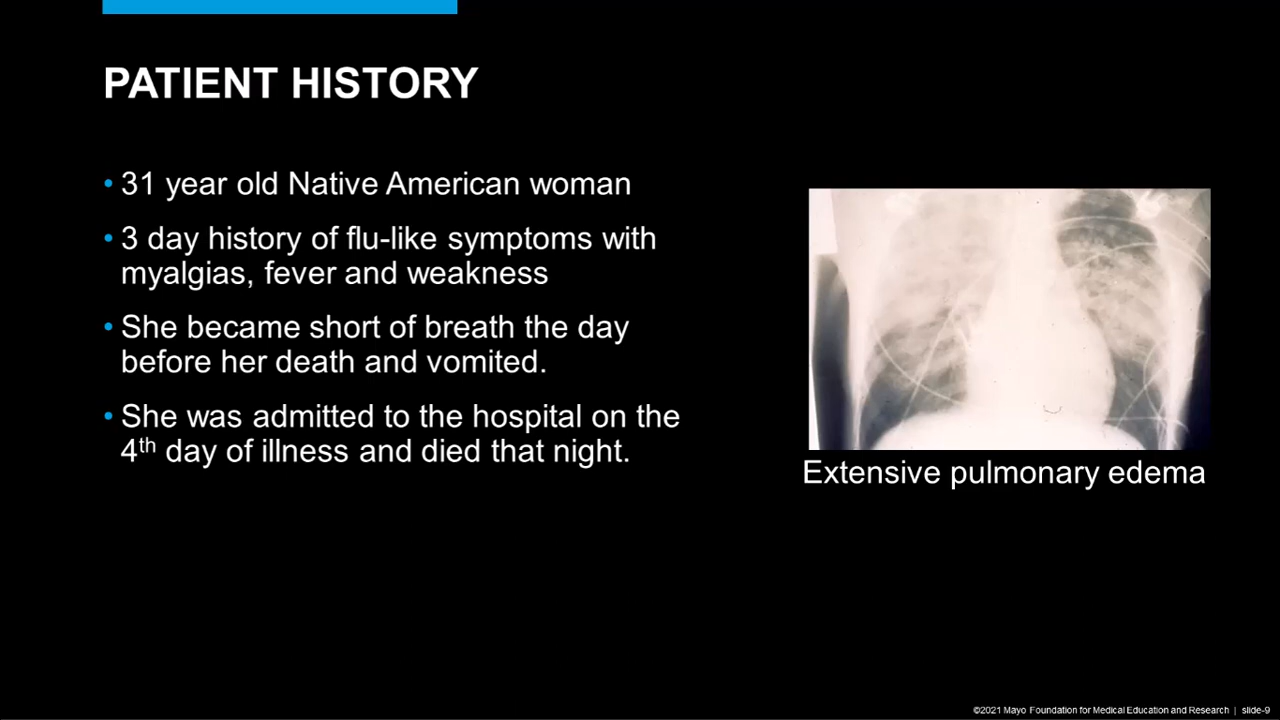 PATIENT HISTORY
• 31 year old Native American woman
• 3 day history of flu-like symptoms with
myalgias, fever and weakness
• She became short of breath the day
before her death and vomited.
• She was admitted to the hospital on the
4th day of illness and died that night.
Extensive pulmonary edema
©2021 Mayo Foundation for Medical Education and Research | slide-9